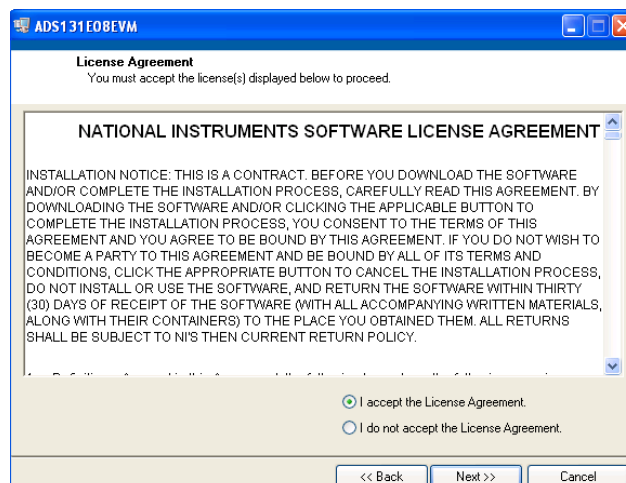 ADS131E08EVM
License Agreement
You must accept the license(s) displayed below to proceed.
NATIONAL INSTRUMENTS SOFTWARE LICENSE AGREEMENT
INSTALLATION NOTICE: THIS IS A CONTRACT. BEFORE YOU DOWNLOAD THE SOFTWARE
AND/OR COMPLETE THE INSTALLATION PROCESS, CAREFULLY READ THIS AGREEMENT. BY
DOWNLOADING THE SOFTWARE AND/OR CLICKING THE APPLICABLE BUTTON TO
COMPLETE THE INSTALLATION PROCESS, YOU CONSENT TO THE TERMS OF THIS
AGREEMENT AND YOU AGREE TO BE BOUND BY THIS AGREEMENT. IF YOU DO NOT WISH TO
BECOME A PARTY TO THIS AGREEMENT AND BE BOUND BY ALL OF ITS TERMS AND
CONDITIONS, CLICK THE APPROPRIATE BUTTON TO CANCEL THE INSTALLATION PROCESS,
DO NOT INSTALL OR USE THE SOFTWARE, AND RETURN THE SOFTWARE WITHIN THIRTY
(30) DAYS OF RECEIPT OF THE SOFTWARE (WITH ALL ACCOMPANYING WRITTEN MATERIALS,
ALONG WITH THEIR CONTAINERS) TO THE PLACE YOU OBTAINED THEM. ALL RETURNS
SHALL BE SUBJECT TO NI'S THEN CURRENT RETURN POLICY.
I accept the License Agreement.
I do not accept the License Agreement.
<< Back
Next >>
Cancel